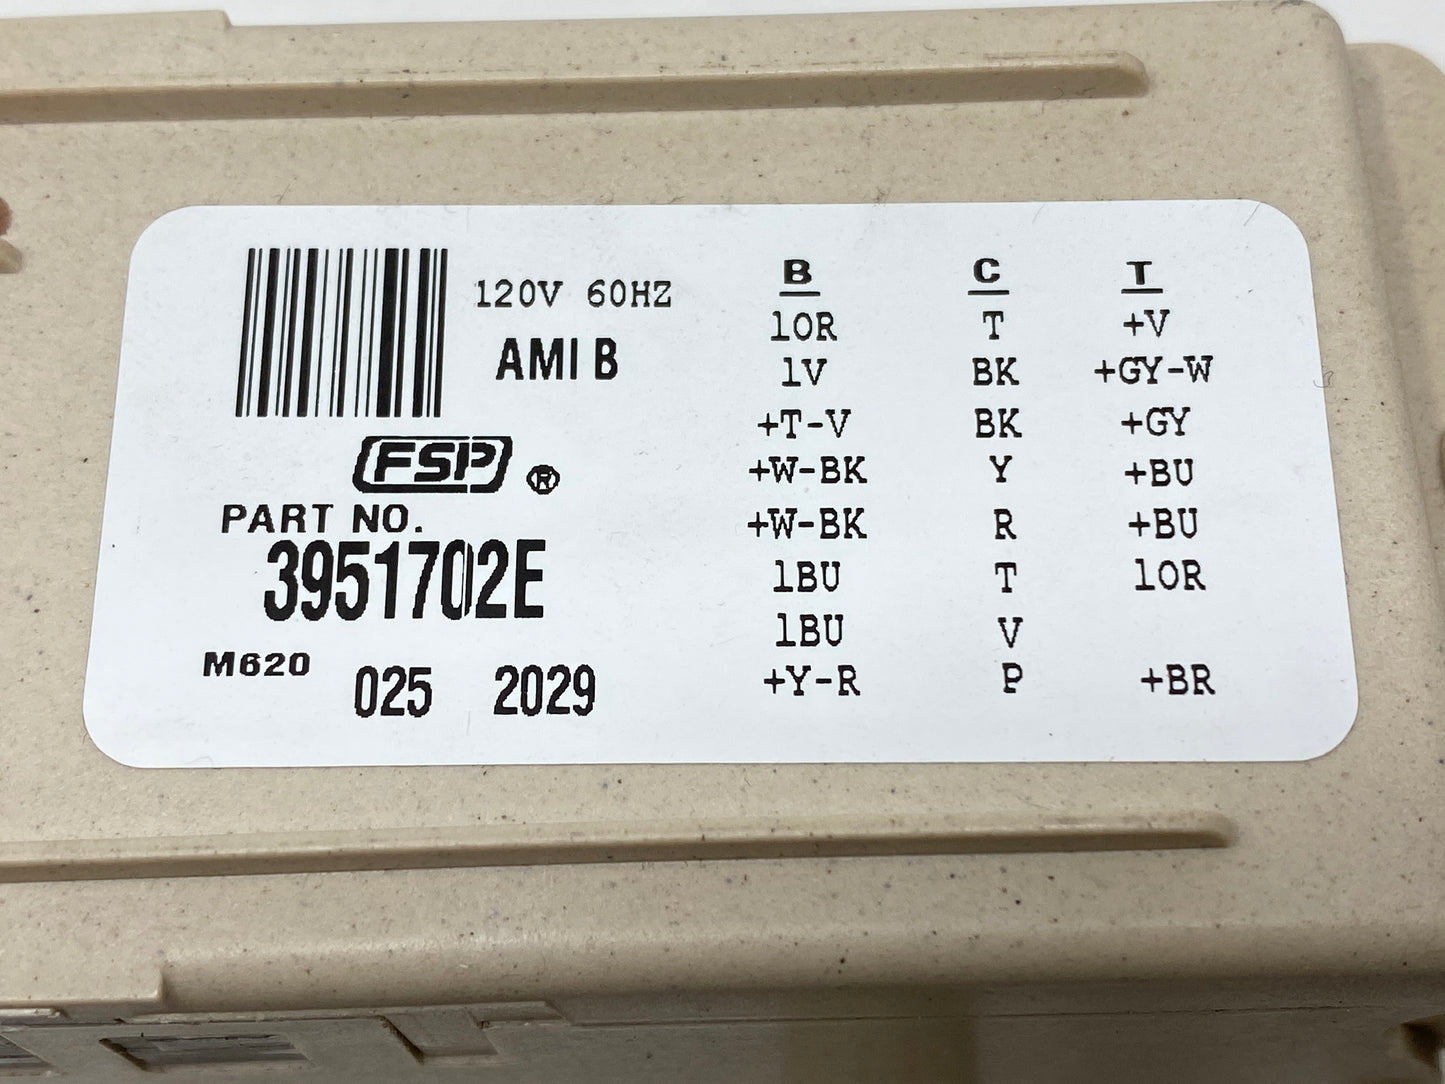 120V 60HZ
AMI B
FSP ®
PART NO.
3951702E
M620 025 2029
B C T
1OR T +V
1V BK +GY-W
+T-V BK +GY
+W-BK Y +BU
+W-BK R +BU
1BU T 1OR
1BU V
+Y-R P +BR